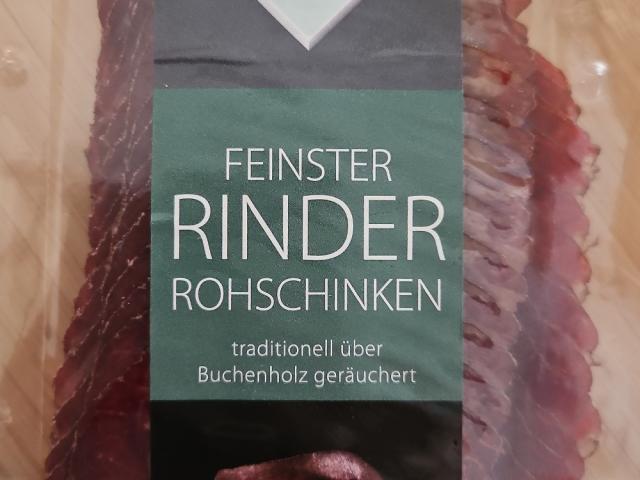 FEINSTER
RINDER
ROHSCHINKEN
traditionell über
Buchenholz geräuchert